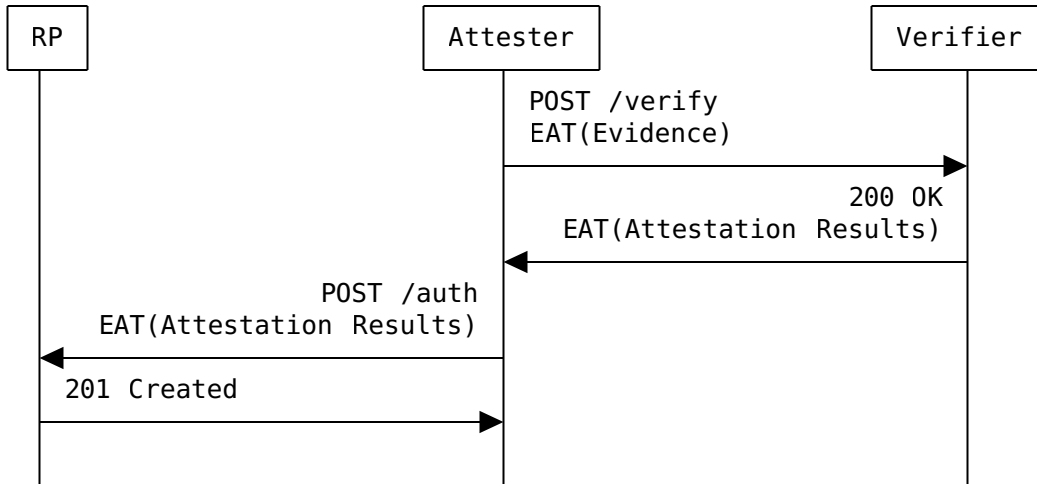 RP
Attester
Verifier
POST /verify
EAT(Evidence)
200 OK
EAT(Attestation Results)
POST /auth
EAT(Attestation Results)
201 Created